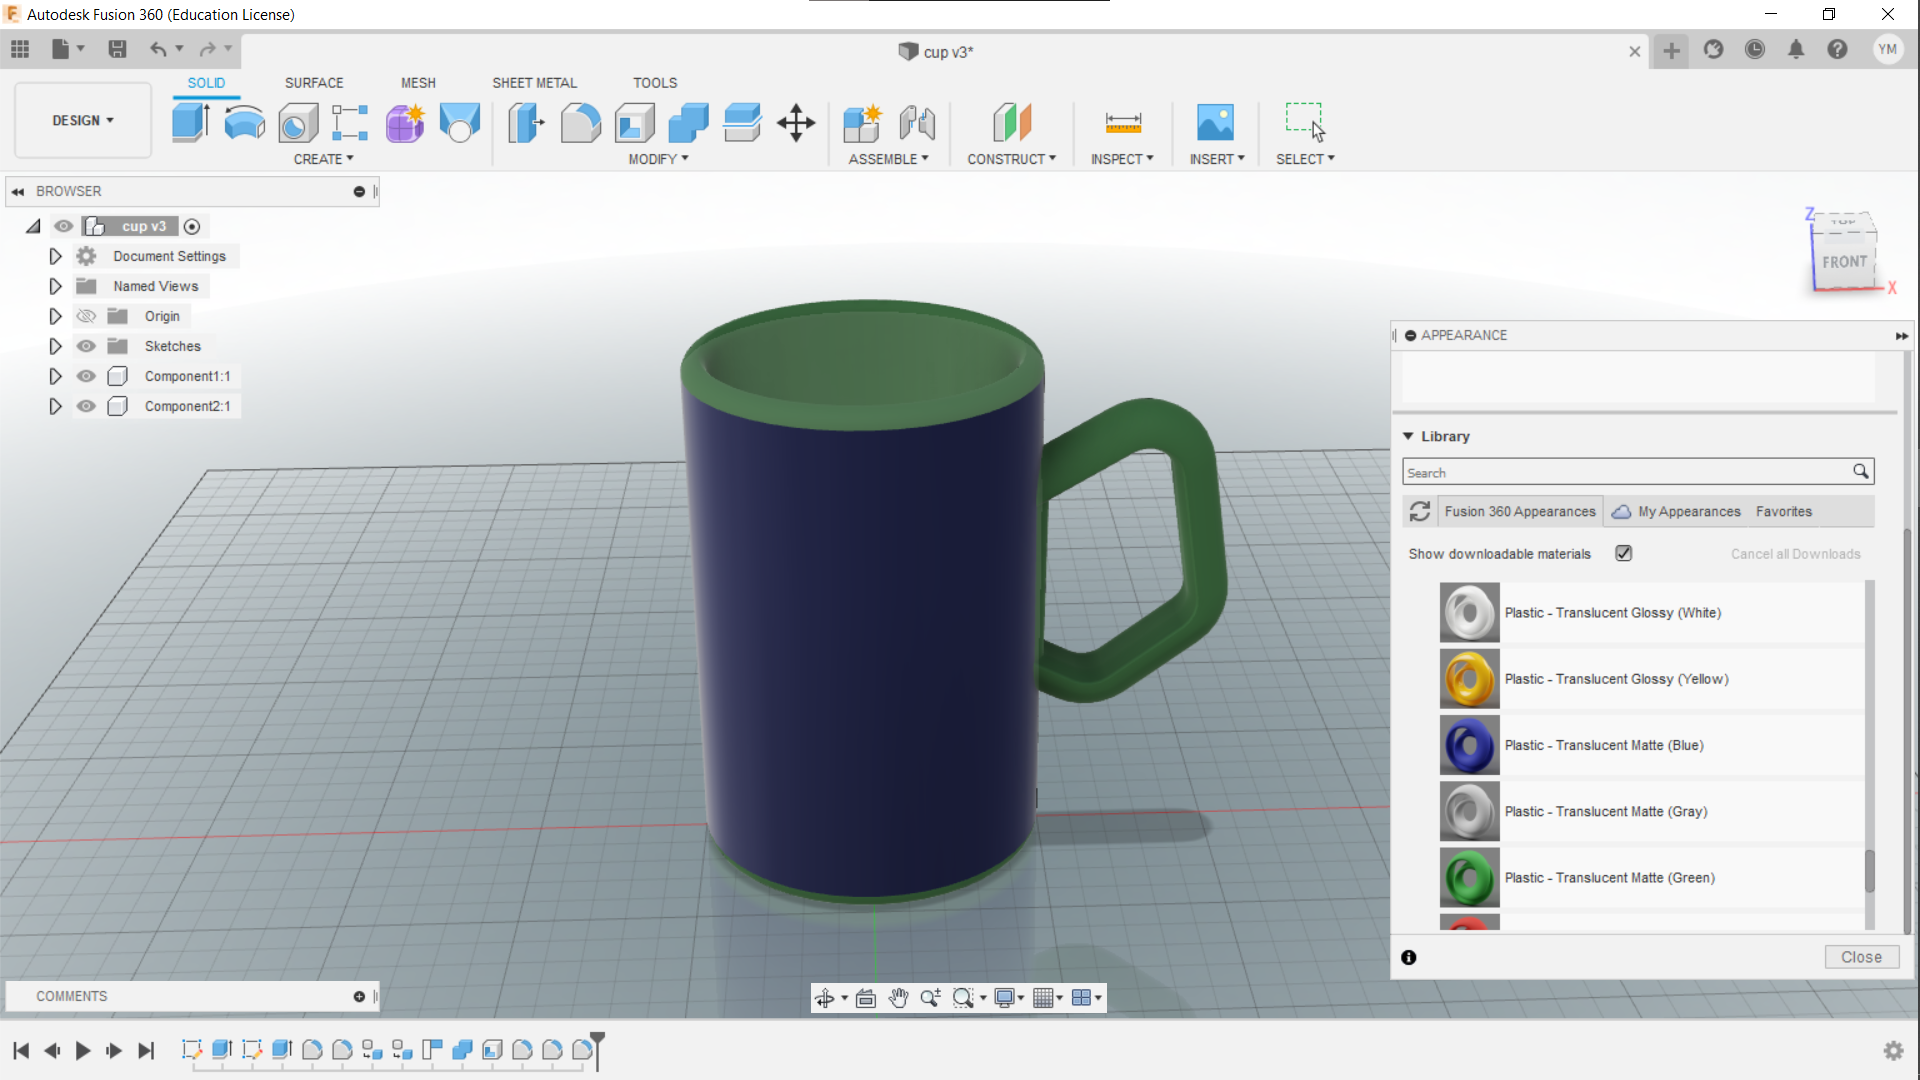 Autodesk Fusion 360 (Education License)
cup v3*
YM
SOLID SURFACE MESH SHEET METAL TOOLS
DESIGN
CREATE MODIFY ASSEMBLE CONSTRUCT INSPECT INSERT SELECT
BROWSER
cup v3
Document Settings
Named Views
Origin
Sketches
Component1:1
Component2:1
Z
TOP
FRONT
X
APPEARANCE
Library
Search
Fusion 360 Appearances My Appearances Favorites
Show downloadable materials Cancel all Downloads
Plastic - Translucent Glossy (White)
Plastic - Translucent Glossy (Yellow)
Plastic - Translucent Matte (Blue)
Plastic - Translucent Matte (Gray)
Plastic - Translucent Matte (Green)
Close
COMMENTS